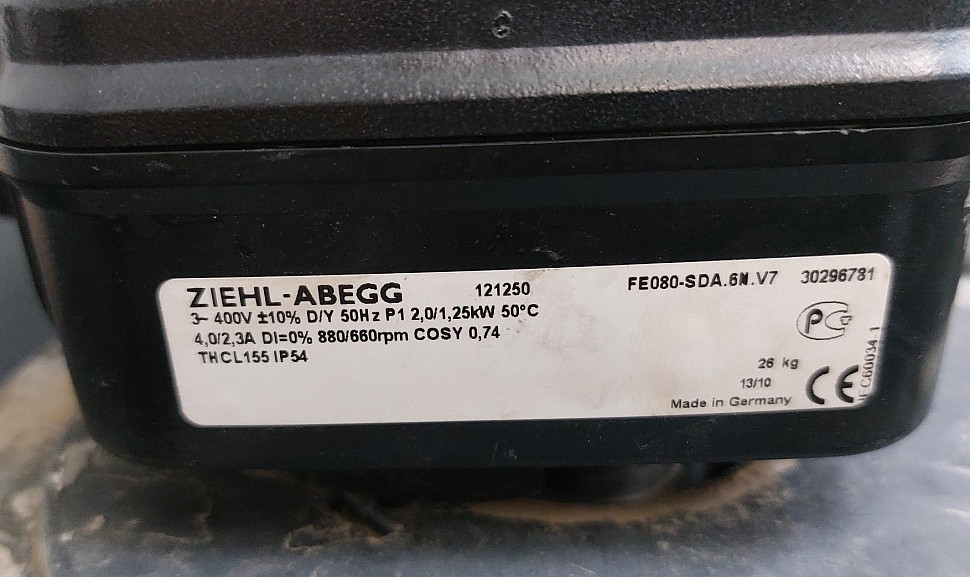 ZIEHL-ABEGG 121250 FE080-SDA.6N.V7 30296781
3~ 400V ±10% D/Y 50Hz P1 2,0/1,25kW 50°C
4,0/2,3A DI=0% 880/660rpm COSY 0,74
THCL155 IP54
PG
26 kg
13/10
Made in Germany
CE
IEC60034-1